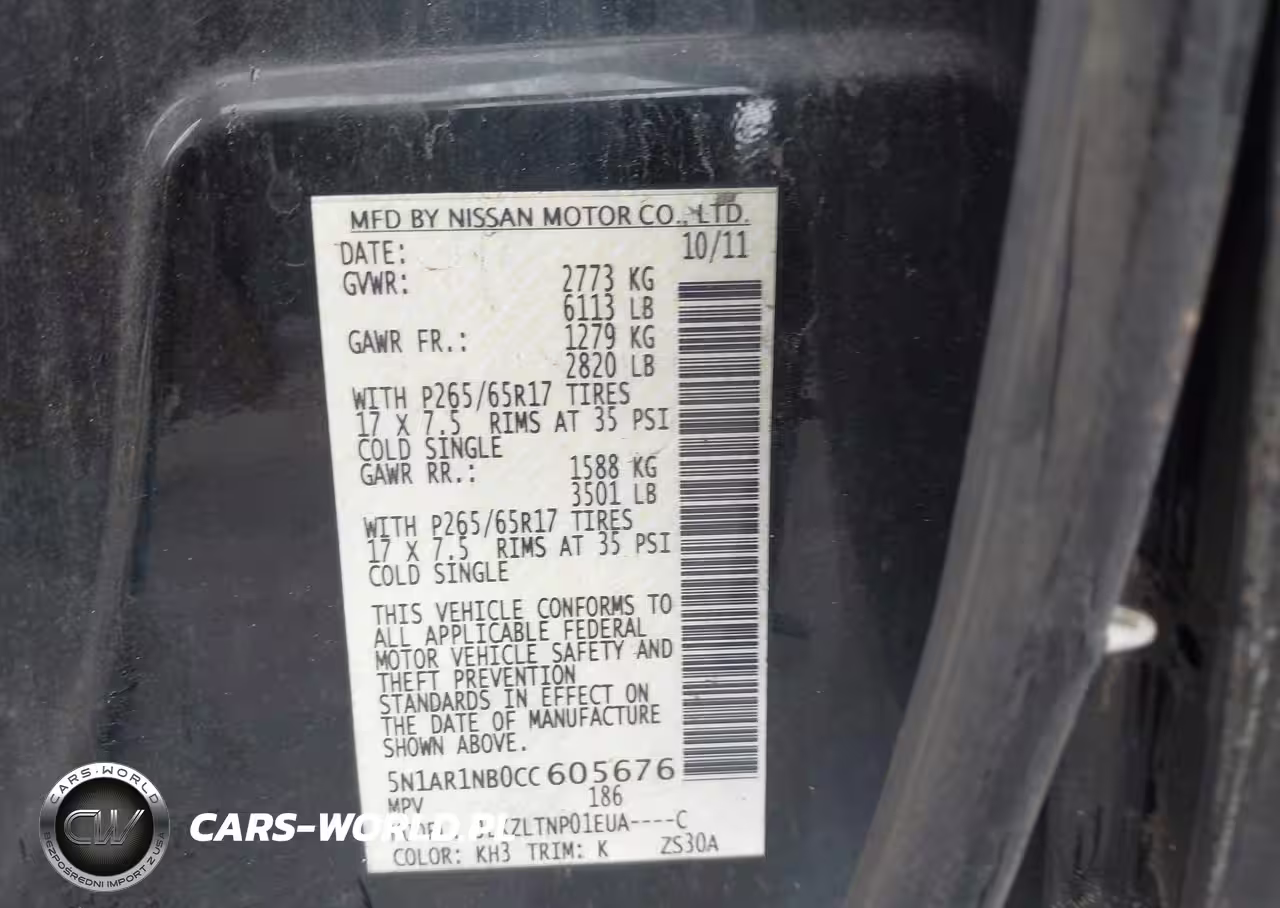 MFD BY NISSAN MOTOR CO., LTD.
DATE: 10/11
GVWR: 2773 KG
6113 LB
GAWR FR.: 1279 KG
2820 LB
WITH P265/65R17 TIRES
17 X 7.5 RIMS AT 35 PSI
COLD SINGLE
GAWR RR.: 1588 KG
3501 LB
WITH P265/65R17 TIRES
17 X 7.5 RIMS AT 35 PSI
COLD SINGLE
THIS VEHICLE CONFORMS TO
ALL APPLICABLE FEDERAL
MOTOR VEHICLE SAFETY AND
THEFT PREVENTION
STANDARDS IN EFFECT ON
THE DATE OF MANUFACTURE
SHOWN ABOVE.
5N1AR1NB0CC605676
MPV 186
COLOR: KH3 TRIM: K ZS30A
CARS-WORLD
CW
BEZPOŚREDNI IMPORT Z USA
CARS-WORLD.PL